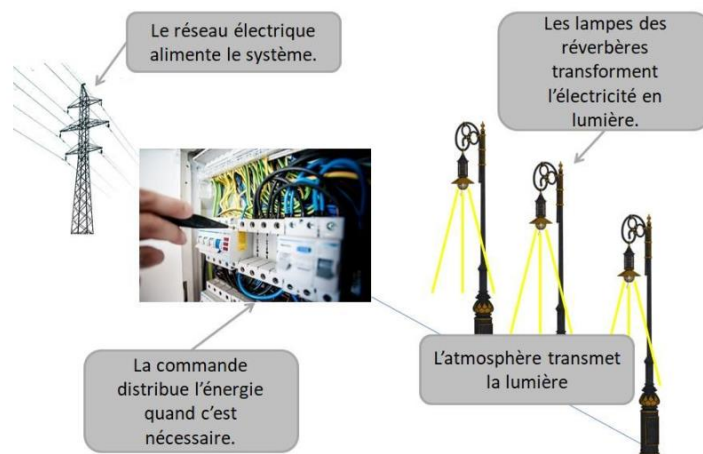 Le réseau électrique
alimente le système.
Les lampes des
réverbères
transforment
l’électricité en
lumière.
La commande
distribue l’énergie
quand c’est
nécessaire.
L’atmosphère transmet
la lumière